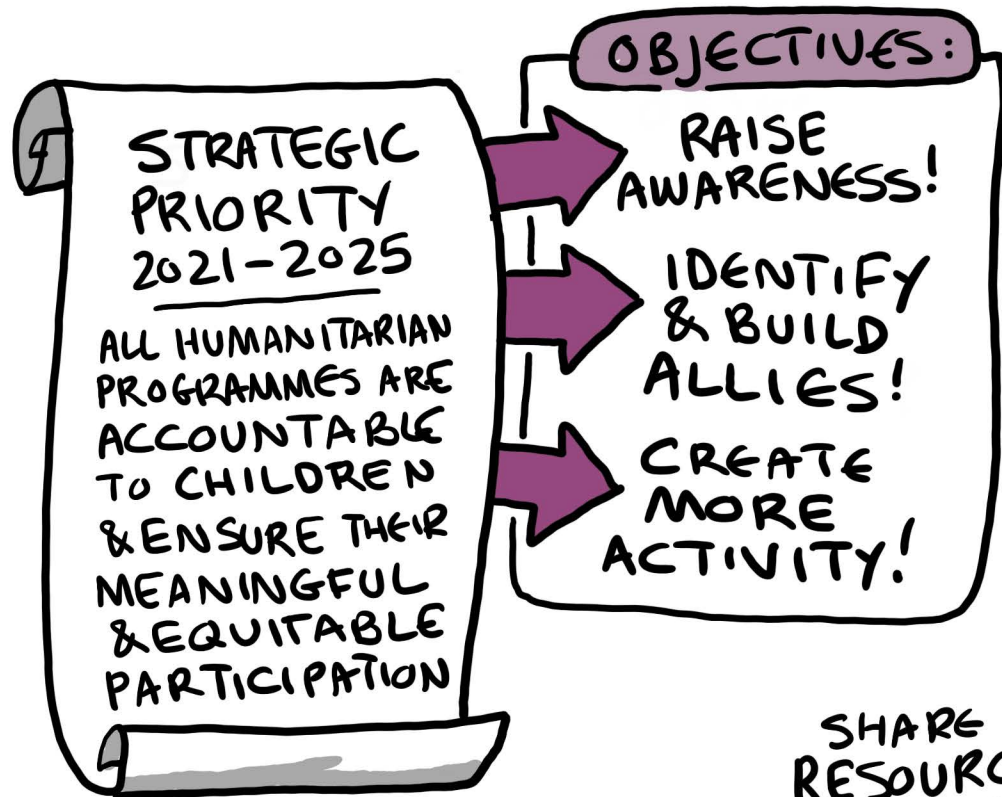 STRATEGIC
PRIORITY
2021-2025
ALL HUMANITARIAN
PROGRAMMES ARE
ACCOUNTABLE
TO CHILDREN
& ENSURE THEIR
MEANINGFUL
& EQUITABLE
PARTICIPATION
OBJECTIVES:
RAISE
AWARENESS!
IDENTIFY
& BUILD
ALLIES!
CREATE
MORE
ACTIVITY!
SHARE